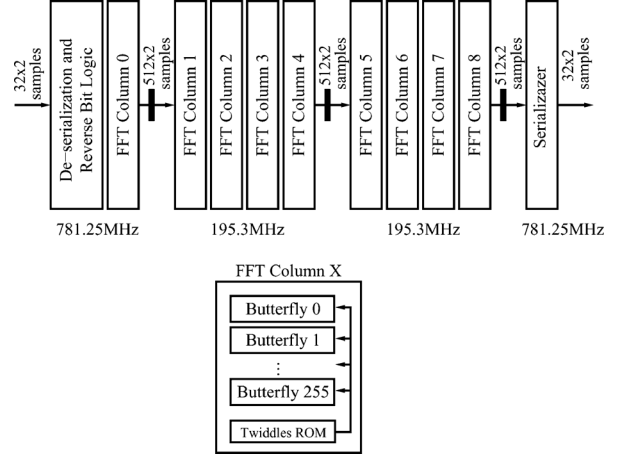 32x2
samples
De-serialization and
Reverse Bit Logic
FFT Column 0
512x2
samples
FFT Column 1
FFT Column 2
FFT Column 3
FFT Column 4
512x2
samples
FFT Column 5
FFT Column 6
FFT Column 7
FFT Column 8
512x2
samples
Serializazer
32x2
samples
781.25MHz
195.3MHz
195.3MHz
781.25MHz
FFT Column X
Butterfly 0
Butterfly 1
...
Butterfly 255
Twiddles ROM